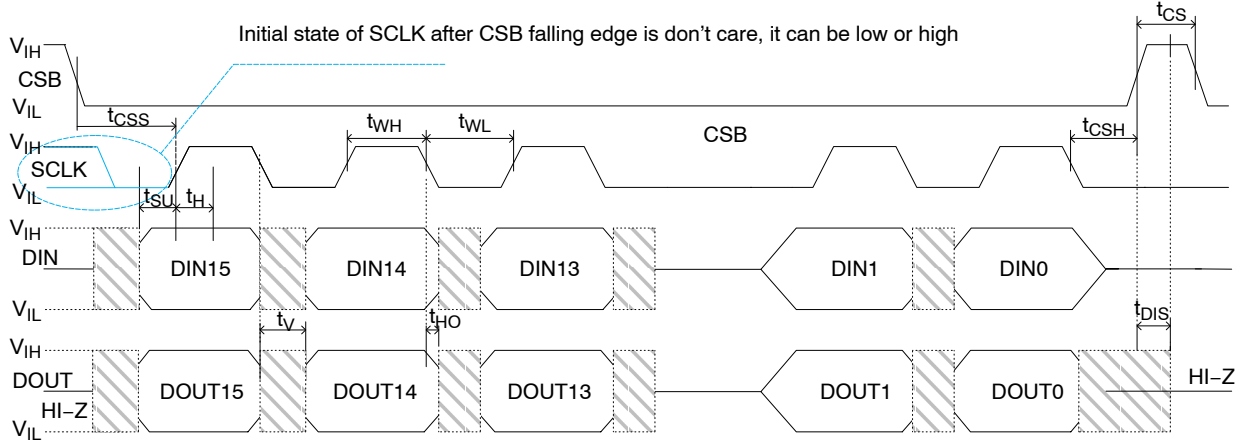 Initial state of SCLK after CSB falling edge is don't care, it can be low or high
tCS
VIH
CSB
VIL
tCSS
tWH
tWL
CSB
tCSH
VIH
SCLK
VIL
tSU
tH
VIH
DIN
VIL
DIN15
DIN14
DIN13
DIN1
DIN0
tV
tHO
tDIS
VIH
DOUT
HI−Z
VIL
DOUT15
DOUT14
DOUT13
DOUT1
DOUT0
HI−Z